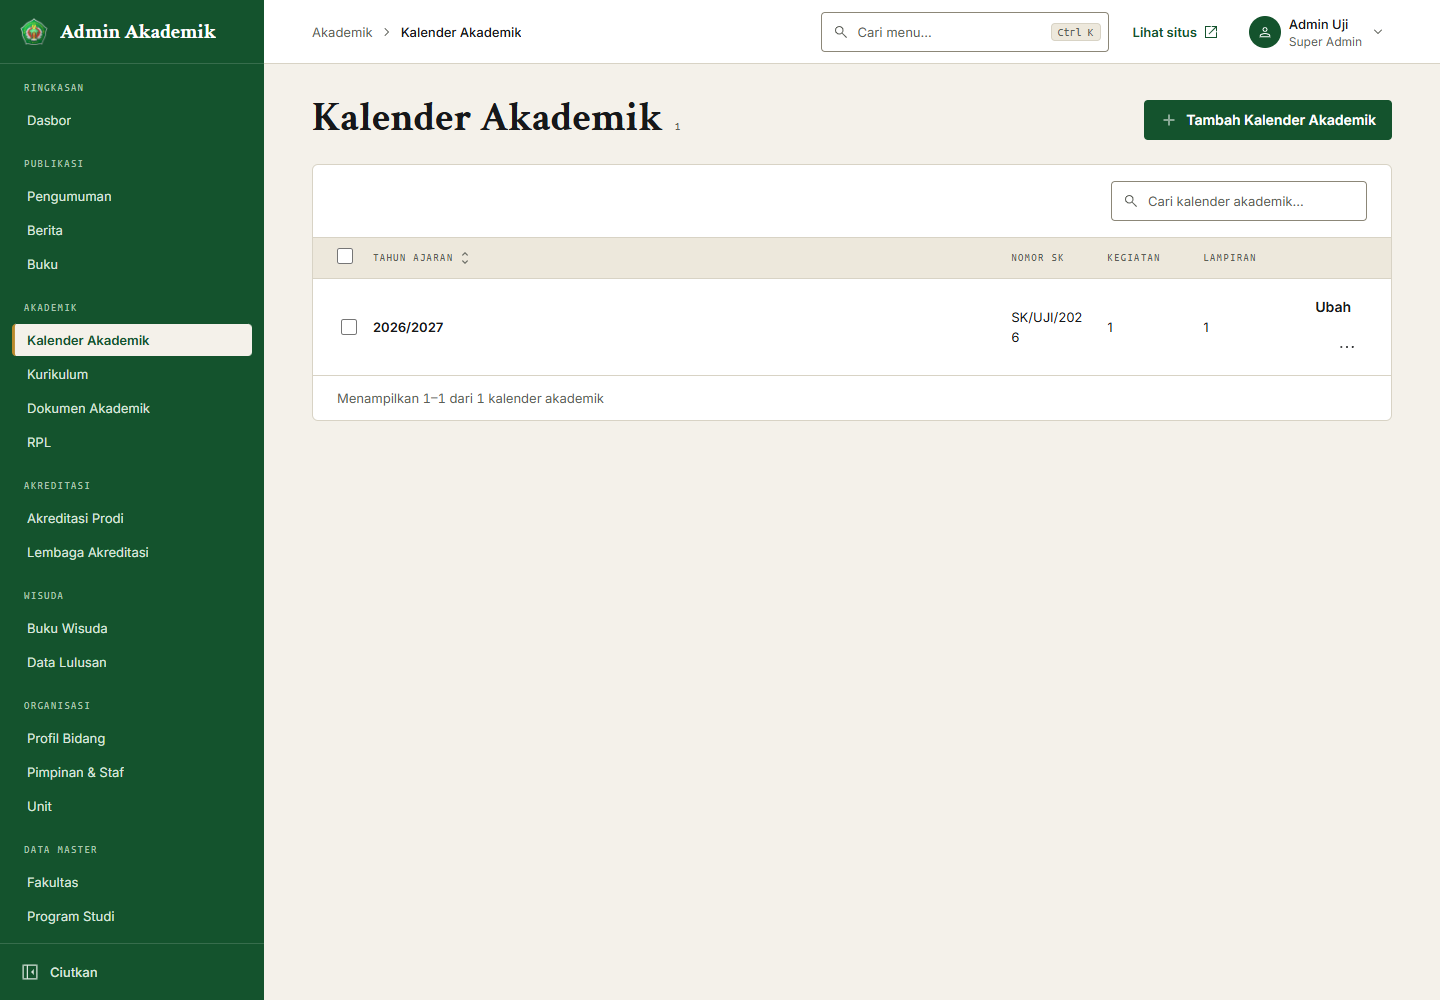 Admin Akademik
Akademik > Kalender Akademik
Cari menu...
Ctrl K
Lihat situs
Admin Uji
Super Admin
RINGKASAN
Dasbor
PUBLIKASI
Pengumuman
Berita
Buku
AKADEMIK
Kalender Akademik
Kurikulum
Dokumen Akademik
RPL
AKREDITASI
Akreditasi Prodi
Lembaga Akreditasi
WISUDA
Buku Wisuda
Data Lulusan
ORGANISASI
Profil Bidang
Pimpinan & Staf
Unit
DATA MASTER
Fakultas
Program Studi
Ciutkan
Kalender Akademik 1
+ Tambah Kalender Akademik
Cari kalender akademik...
TAHUN AJARAN NOMOR SK KEGIATAN LAMPIRAN
2026/2027 SK/UJI/202
6 1 1 Ubah
...
Menampilkan 1–1 dari 1 kalender akademik